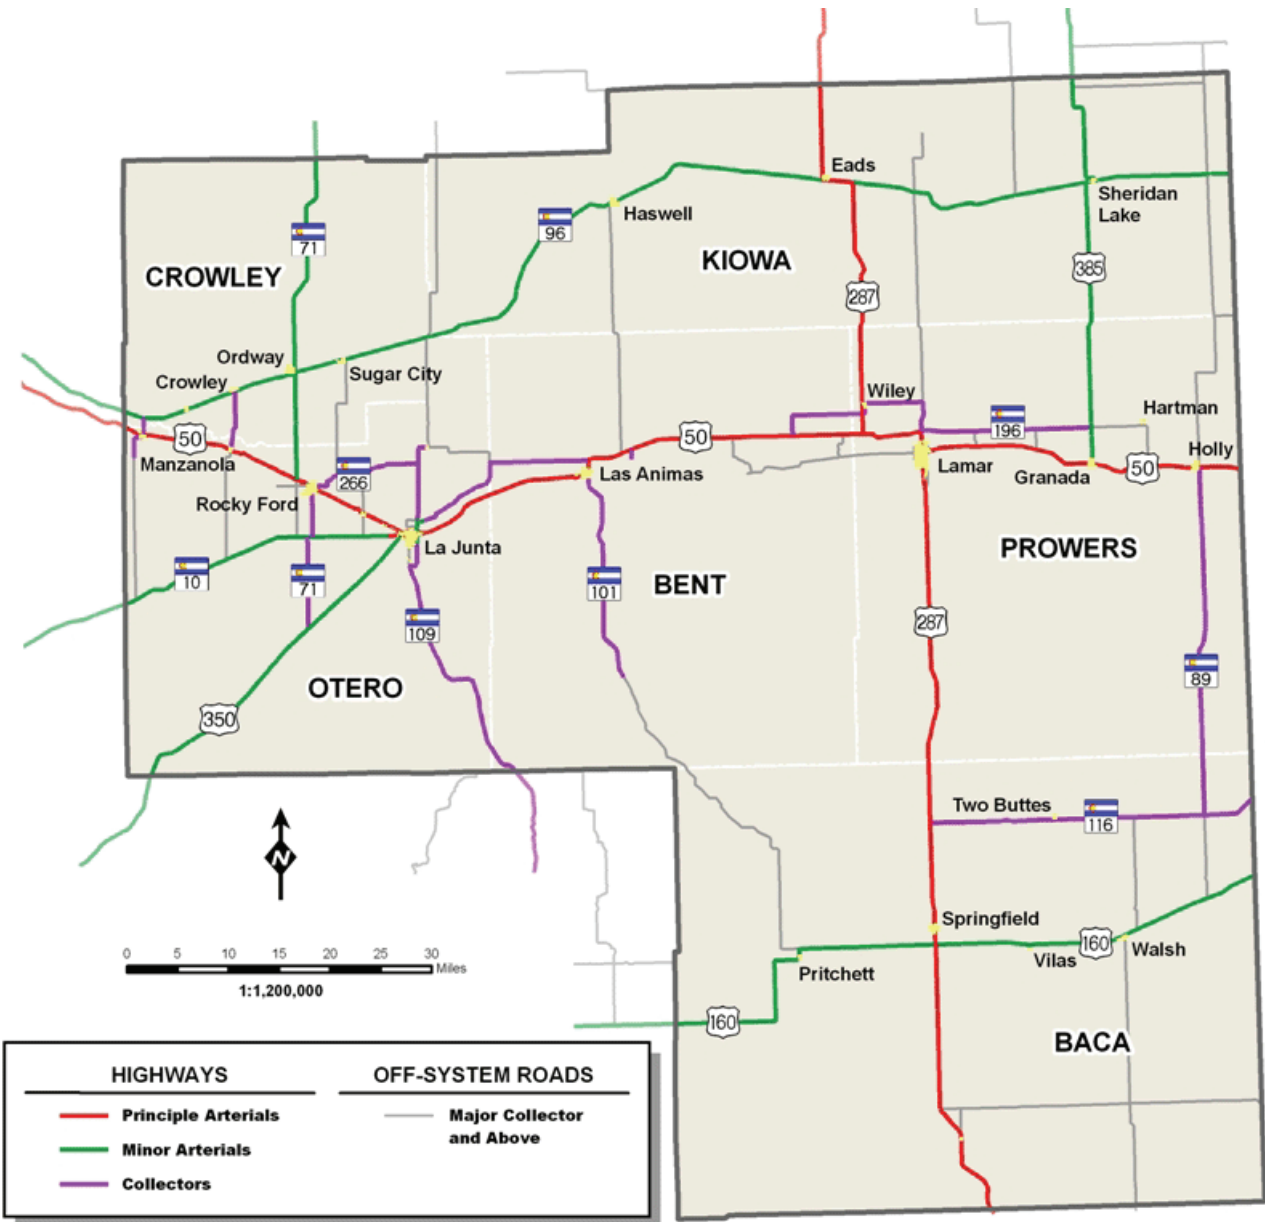 Eads
Sheridan
Lake
Haswell
96
71
CROWLEY
KIOWA
385
287
Ordway
Sugar City
Crowley
Wiley
Hartman
196
50
50
Manzanola
266
Las Animas
Lamar
Granada
50
Holly
Rocky Ford
La Junta
PROWERS
10
71
101
BENT
109
287
89
OTERO
350
Two Buttes
116
N
Springfield
160
Vilas
Walsh
Pritchett
0 5 10 15 20 25 30
Miles
1:1,200,000
160
BACA
HIGHWAYS
Principle Arterials
Minor Arterials
Collectors
OFF-SYSTEM ROADS
Major Collector
and Above